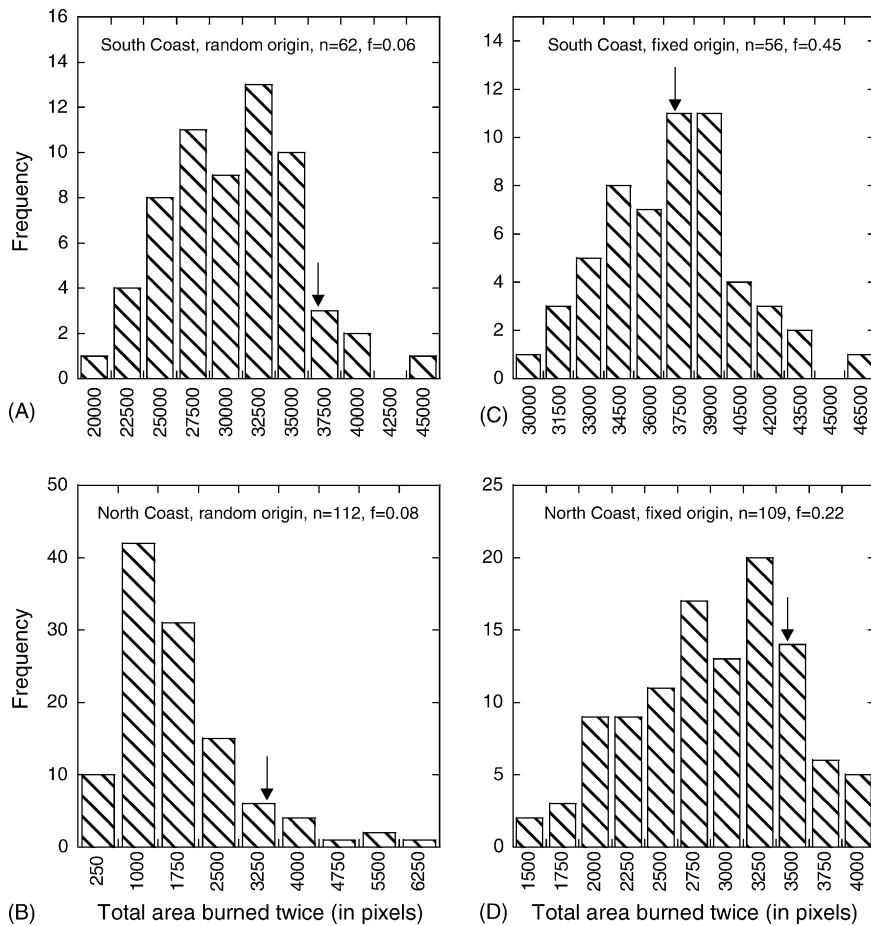 South Coast, random origin, n=62, f=0.06
Frequency
16
14
12
10
8
6
4
2
0
20000 22500 25000 27500 30000 32500 35000 37500 40000 42500 45000
(A)
South Coast, fixed origin, n=56, f=0.45
14
12
10
8
6
4
2
0
30000 31500 33000 34500 36000 37500 39000 40500 42000 43500 45000 46500
(C)
North Coast, random origin, n=112, f=0.08
Frequency
50
40
30
20
10
0
250 1000 1750 2500 3250 4000 4750 5500 6250
(B) Total area burned twice (in pixels)
North Coast, fixed origin, n=109, f=0.22
25
20
15
10
5
0
1500 1750 2000 2250 2500 2750 3000 3250 3500 3750 4000
(D) Total area burned twice (in pixels)